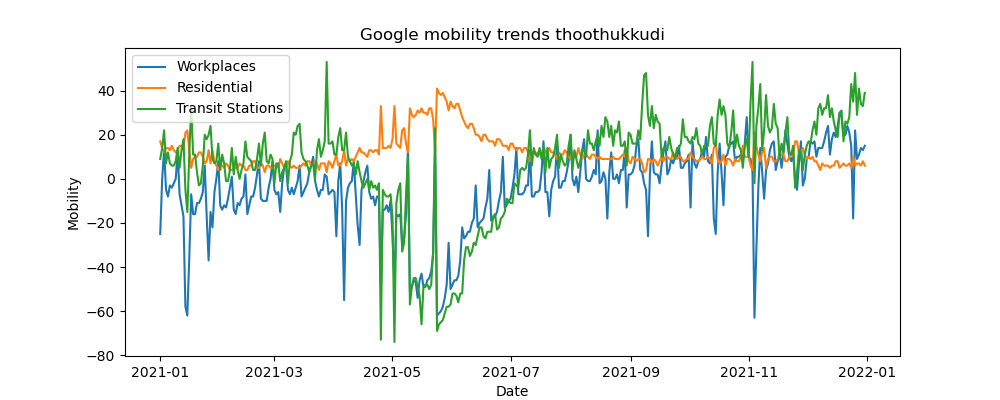 Google mobility trends thoothukkudi
Workplaces
Residential
Transit Stations
40
20
0
−20
−40
−60
−80
Mobility
2021-01
2021-03
2021-05
2021-07
2021-09
2021-11
2022-01
Date